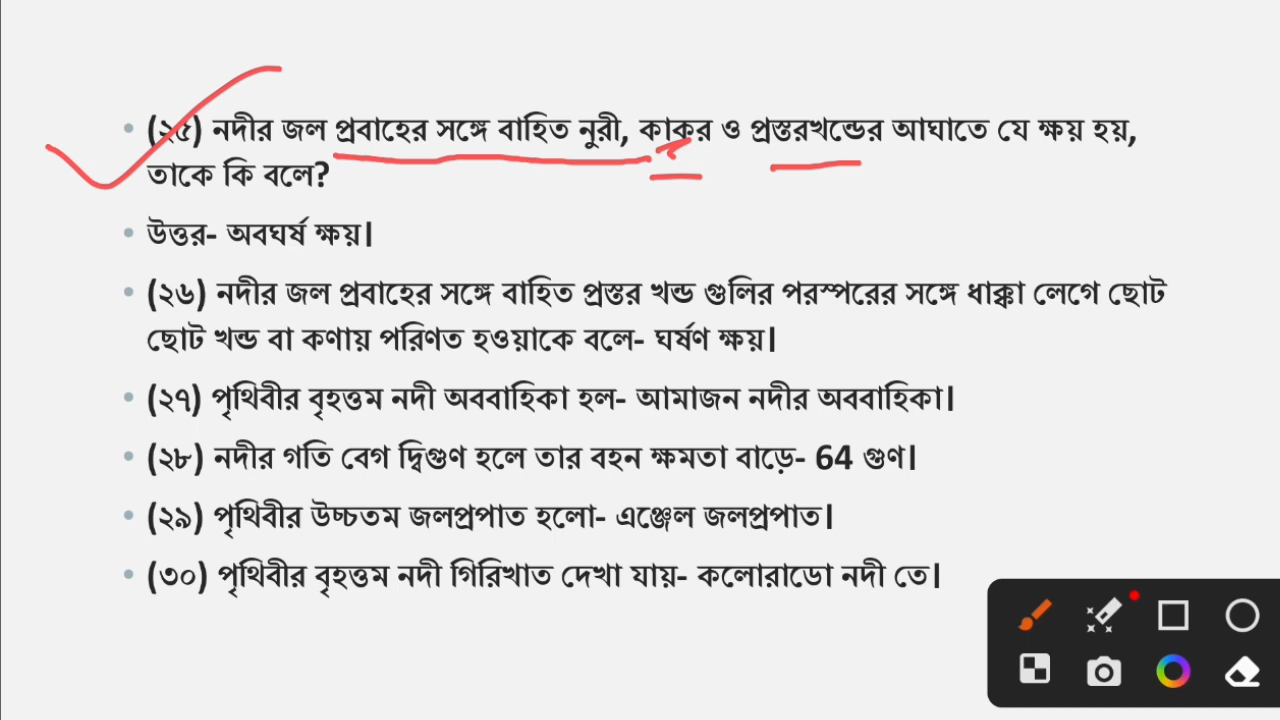 • (২৫) নদীর জল প্রবাহের সঙ্গে বাহিত নুরী, কাকর ও প্রস্তরখন্ডের আঘাতে যে ক্ষয় হয়,
তাকে কি বলে?
• উত্তর- অবঘর্ষ ক্ষয়।
• (২৬) নদীর জল প্রবাহের সঙ্গে বাহিত প্রস্তর খন্ড গুলির পরস্পরের সঙ্গে ধাক্কা লেগে ছোট
ছোট খন্ড বা কণায় পরিণত হওয়াকে বলে- ঘর্ষণ ক্ষয়।
• (২৭) পৃথিবীর বৃহত্তম নদী অববাহিকা হল- আমাজন নদীর অববাহিকা।
• (২৮) নদীর গতি বেগ দ্বিগুণ হলে তার বহন ক্ষমতা বাড়ে- 64 গুণ।
• (২৯) পৃথিবীর উচ্চতম জলপ্রপাত হলো- এঞ্জেল জলপ্রপাত।
• (৩০) পৃথিবীর বৃহত্তম নদী গিরিখাত দেখা যায়- কলোরাডো নদী তে।